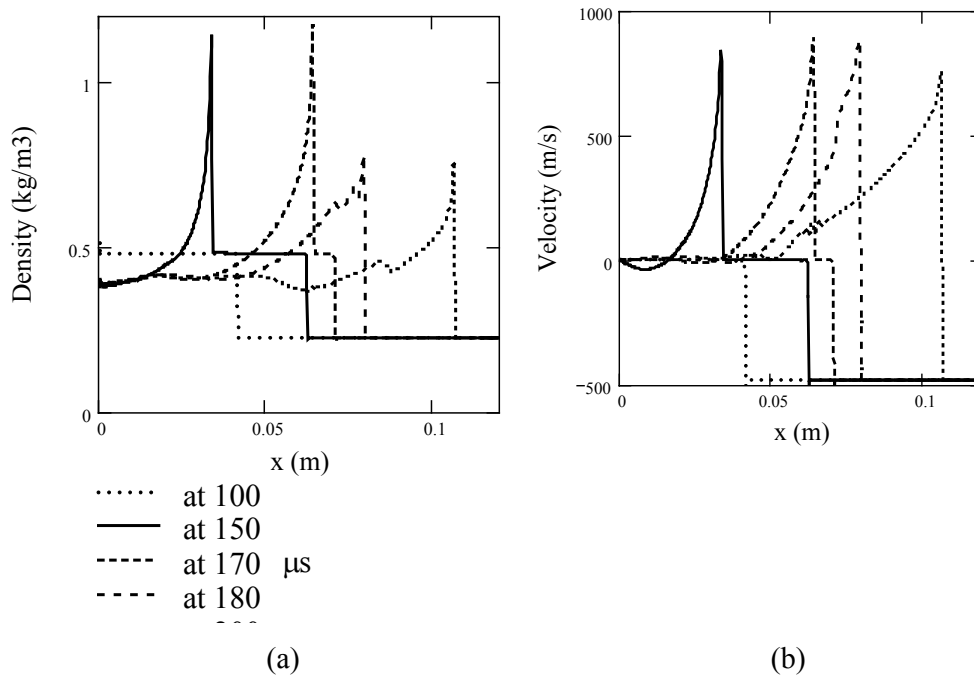 1
0.5
0
0
0.05
0.1
Density (kg/m3)
x (m)
1000
500
0
−500
0
0.05
0.1
Velocity (m/s)
x (m)
at 100
at 150
at 170 μs
at 180
(a)
(b)